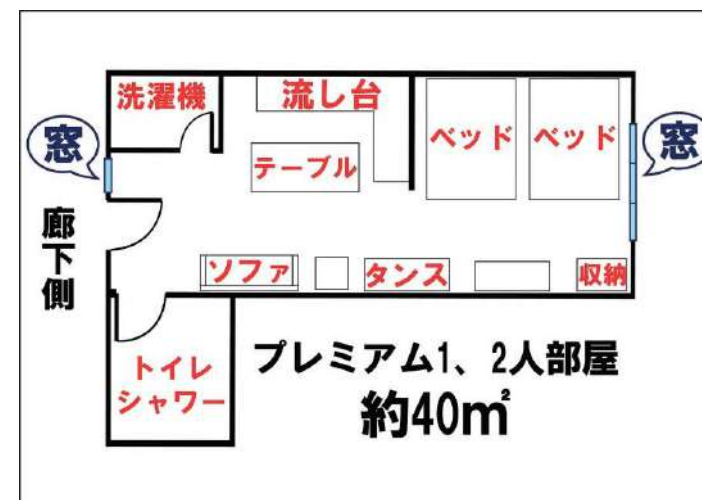 洗濯機
流し台
窓
テーブル
ベッド
ベッド
窓
廊下側
ソファ
タンス
収納
トイレ
シャワー
プレミアム1、2人部屋
約40㎡